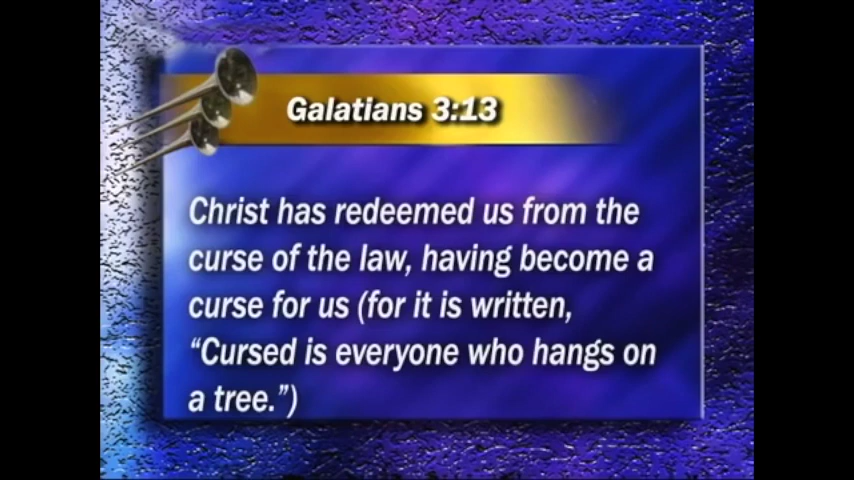 Galatians 3:13
Christ has redeemed us from the
curse of the law, having become a
curse for us (for it is written,
“Cursed is everyone who hangs on
a tree.”)